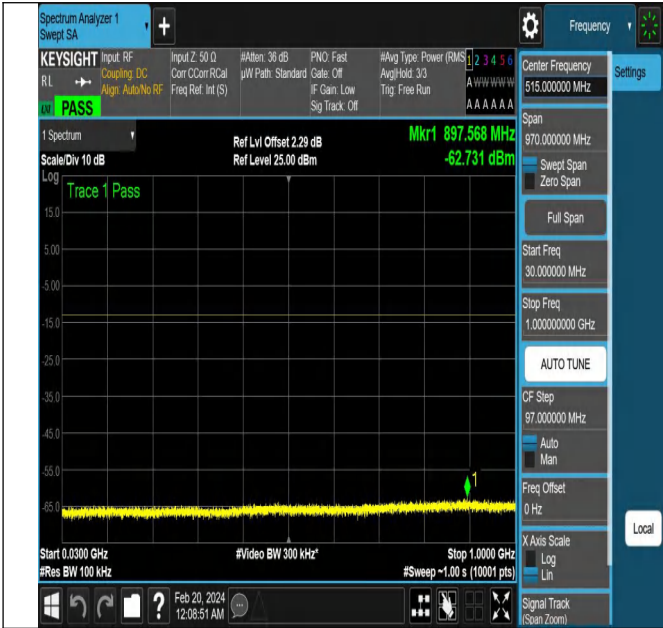 Spectrum Analyzer 1
Swept SA
+
Frequency
KEYSIGHT
RL
Input: RF
Coupling: DC
Align: Auto/No RF
Input Z: 50 Ω
Corr CCorr RCal
Freq Ref: Int (S)
#Atten: 36 dB
µW Path: Standard
PNO: Fast
Gate: Off
IF Gain: Low
Sig Track: Off
#Avg Type: Power (RMS
Avg|Hold: 3/3
Trig: Free Run
1 2 3 4 5 6
A W W W W W
A A A A A A
LXI PASS
1 Spectrum
Scale/Div 10 dB
Ref Lvl Offset 2.29 dB
Ref Level 25.00 dBm
Mkr1 897.568 MHz
-62.731 dBm
Log
Trace 1 Pass
15.0
5.00
-5.00
-15.0
-25.0
-35.0
-45.0
-55.0
-65.0
1
Start 0.0300 GHz
#Res BW 100 kHz
#Video BW 300 kHz*
Stop 1.0000 GHz
#Sweep ~1.00 s (10001 pts)
?
Feb 20, 2024
12:08:51 AM
Center Frequency
515.000000 MHz
Settings
Span
970.000000 MHz
Swept Span
Zero Span
Full Span
Start Freq
30.000000 MHz
Stop Freq
1.000000000 GHz
AUTO TUNE
CF Step
97.000000 MHz
Auto
Man
Freq Offset
0 Hz
Local
X Axis Scale
Log
Lin
Signal Track
(Span Zoom)